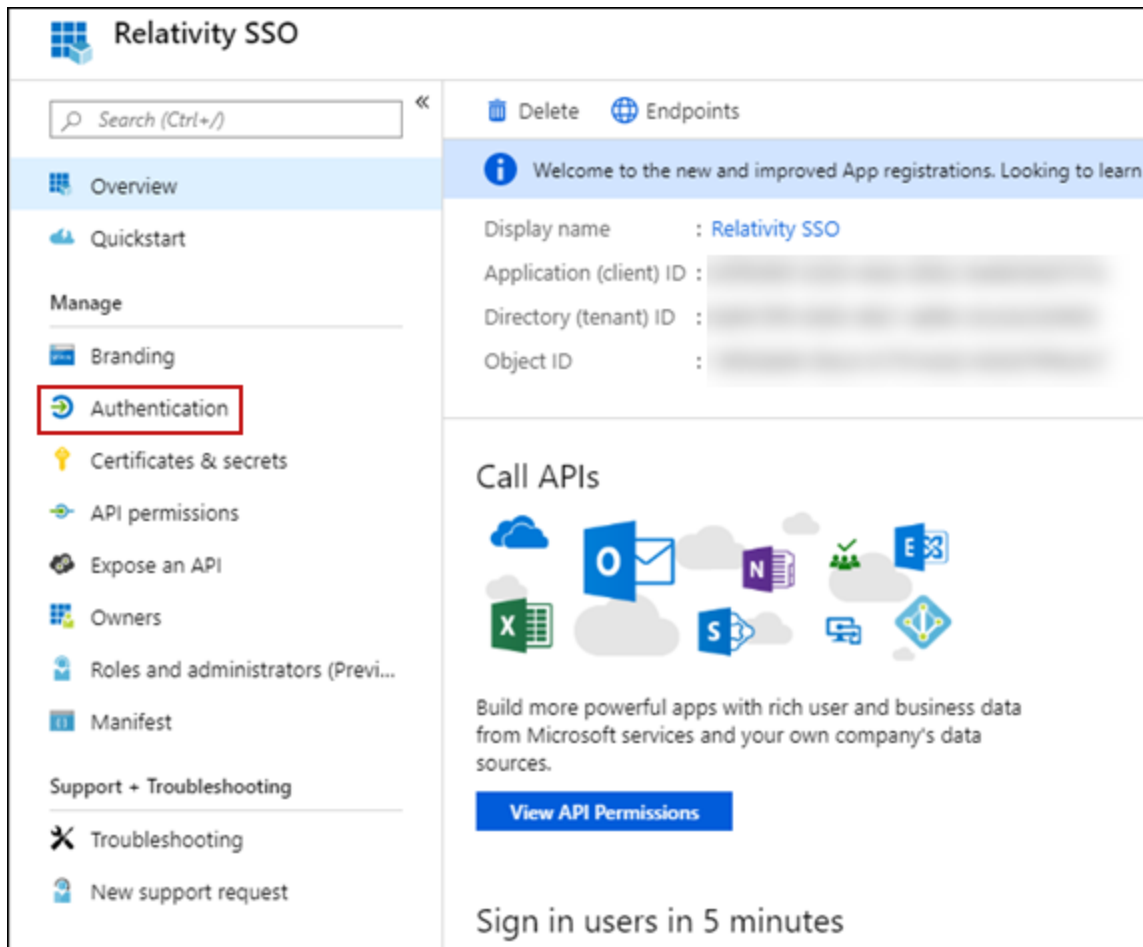 Relativity SSO
Search (Ctrl+/)
«
Overview
Quickstart
Manage
Branding
Authentication
Certificates & secrets
API permissions
Expose an API
Owners
Roles and administrators (Previ...
Manifest
Support + Troubleshooting
Troubleshooting
New support request
Delete
Endpoints
Welcome to the new and improved App registrations. Looking to learn
Display name : Relativity SSO
Application (client) ID :
Directory (tenant) ID :
Object ID :
Call APIs
O
N
E
X
S
Build more powerful apps with rich user and business data
from Microsoft services and your own company's data
sources.
View API Permissions
Sign in users in 5 minutes